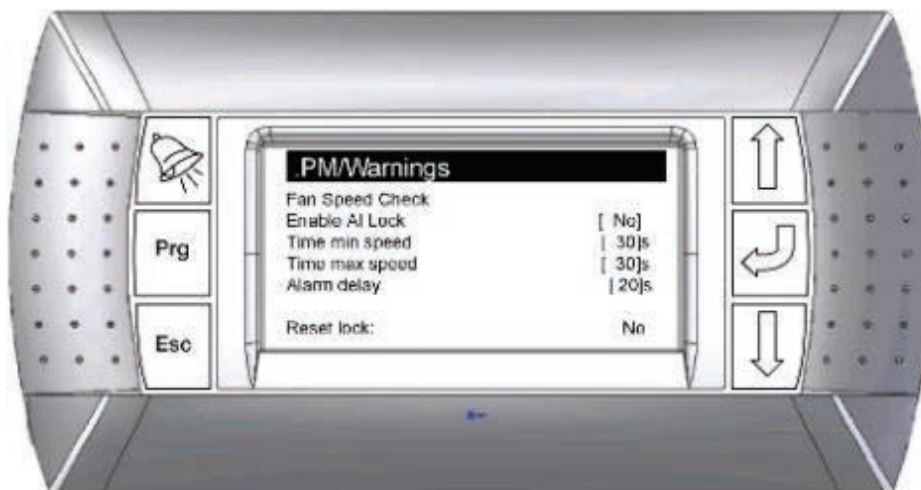 .PM/Warnings
Fan Speed Check
Enable AI Lock [ No]
Time min speed [ 30]s
Time max speed [ 30]s
Alarm delay [ 20]s
Reset lock: No
Prg
Esc